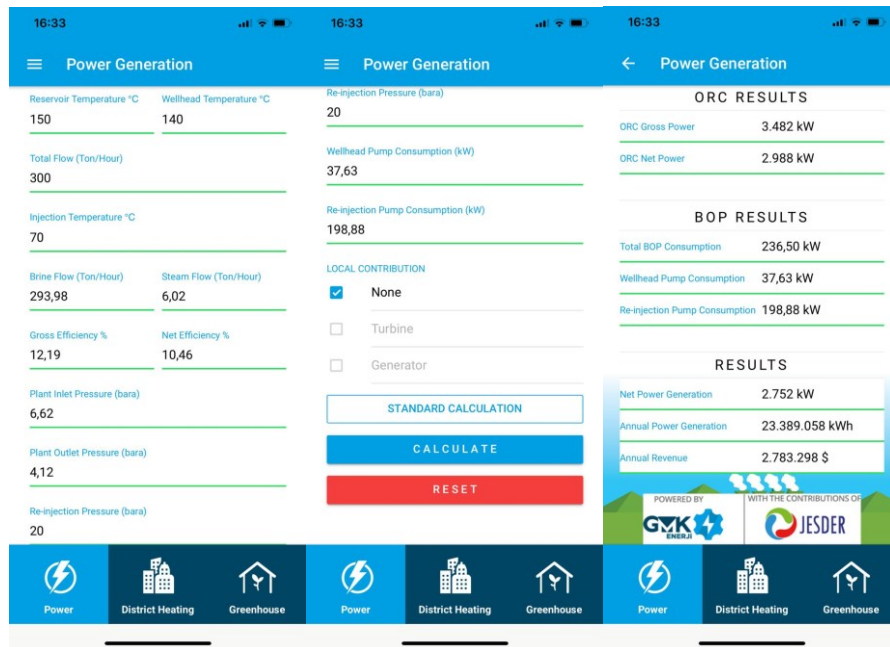 16:33
Power Generation
Reservoir Temperature °C Wellhead Temperature °C
150 140
Total Flow (Ton/Hour)
300
Injection Temperature °C
70
Brine Flow (Ton/Hour) Steam Flow (Ton/Hour)
293,98 6,02
Gross Efficiency % Net Efficiency %
12,19 10,46
Plant Inlet Pressure (bara)
6,62
Plant Outlet Pressure (bara)
4,12
Re-injection Pressure (bara)
20
Power District Heating Greenhouse
16:33
Power Generation
Re-injection Pressure (bara)
20
Wellhead Pump Consumption (kW)
37,63
Re-injection Pump Consumption (kW)
198,88
LOCAL CONTRIBUTION
None
Turbine
Generator
STANDARD CALCULATION
CALCULATE
RESET
Power District Heating Greenhouse
16:33
Power Generation
ORC RESULTS
ORC Gross Power 3.482 kW
ORC Net Power 2.988 kW
BOP RESULTS
Total BOP Consumption 236,50 kW
Wellhead Pump Consumption 37,63 kW
Re-injection Pump Consumption 198,88 kW
RESULTS
Net Power Generation 2.752 kW
Annual Power Generation 23.389.058 kWh
Annual Revenue 2.783.298 $
POWERED BY WITH THE CONTRIBUTIONS OF
GMK ENERJİ JESDER
Power District Heating Greenhouse